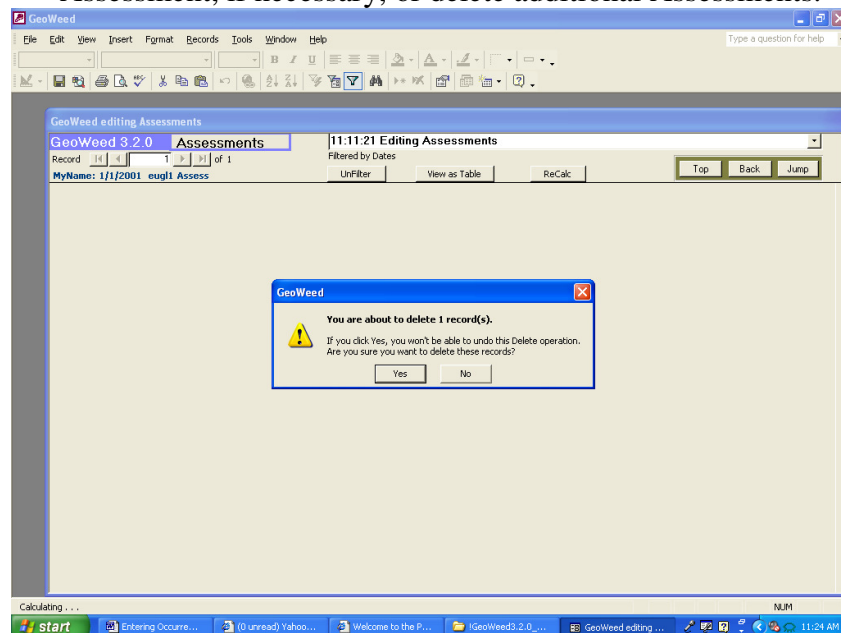 Assessment, if necessary, or delete additional Assessments.
GeoWeed
File Edit View Insert Format Records Tools Window Help
Type a question for help
B I U
GeoWeed editing Assessments
GeoWeed 3.2.0 Assessments
11:11:21 Editing Assessments
Record 1 of 1
Filtered by Dates
MyName: 1/1/2001 eugl1 Assess
UnFilter View as Table ReCalc
Top Back Jump
GeoWeed
You are about to delete 1 record(s).
If you click Yes, you won't be able to undo this Delete operation.
Are you sure you want to delete these records?
Yes No
Calculating . . .
NUM
start Entering Occurre... (0 unread) Yahoo... Welcome to the P... !GeoWeed3.2.0_... GeoWeed editing ... 11:24 AM